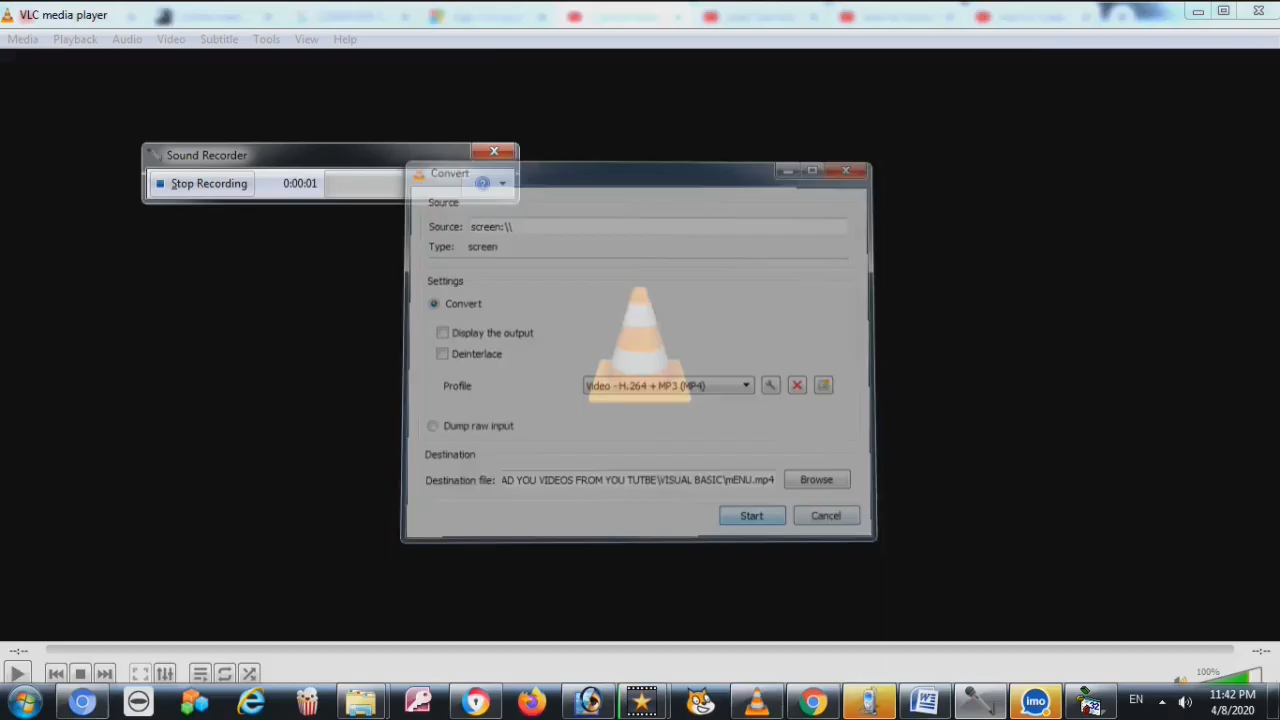 VLC media player
Media Playback Audio Video Subtitle Tools View Help
Sound Recorder
Stop Recording 0:00:01
Convert
Source
Source: screen:\\
Type: screen
Settings
Convert
Display the output
Deinterlace
Profile Video - H.264 + MP3 (MP4)
Dump raw input
Destination
Destination file: AD YOU VIDEOS FROM YOU TUTBE\VISUAL BASIC\mENU.mp4 Browse
Start Cancel
--:-- --:--
100%
imo 32 EN 11:42 PM
4/8/2020